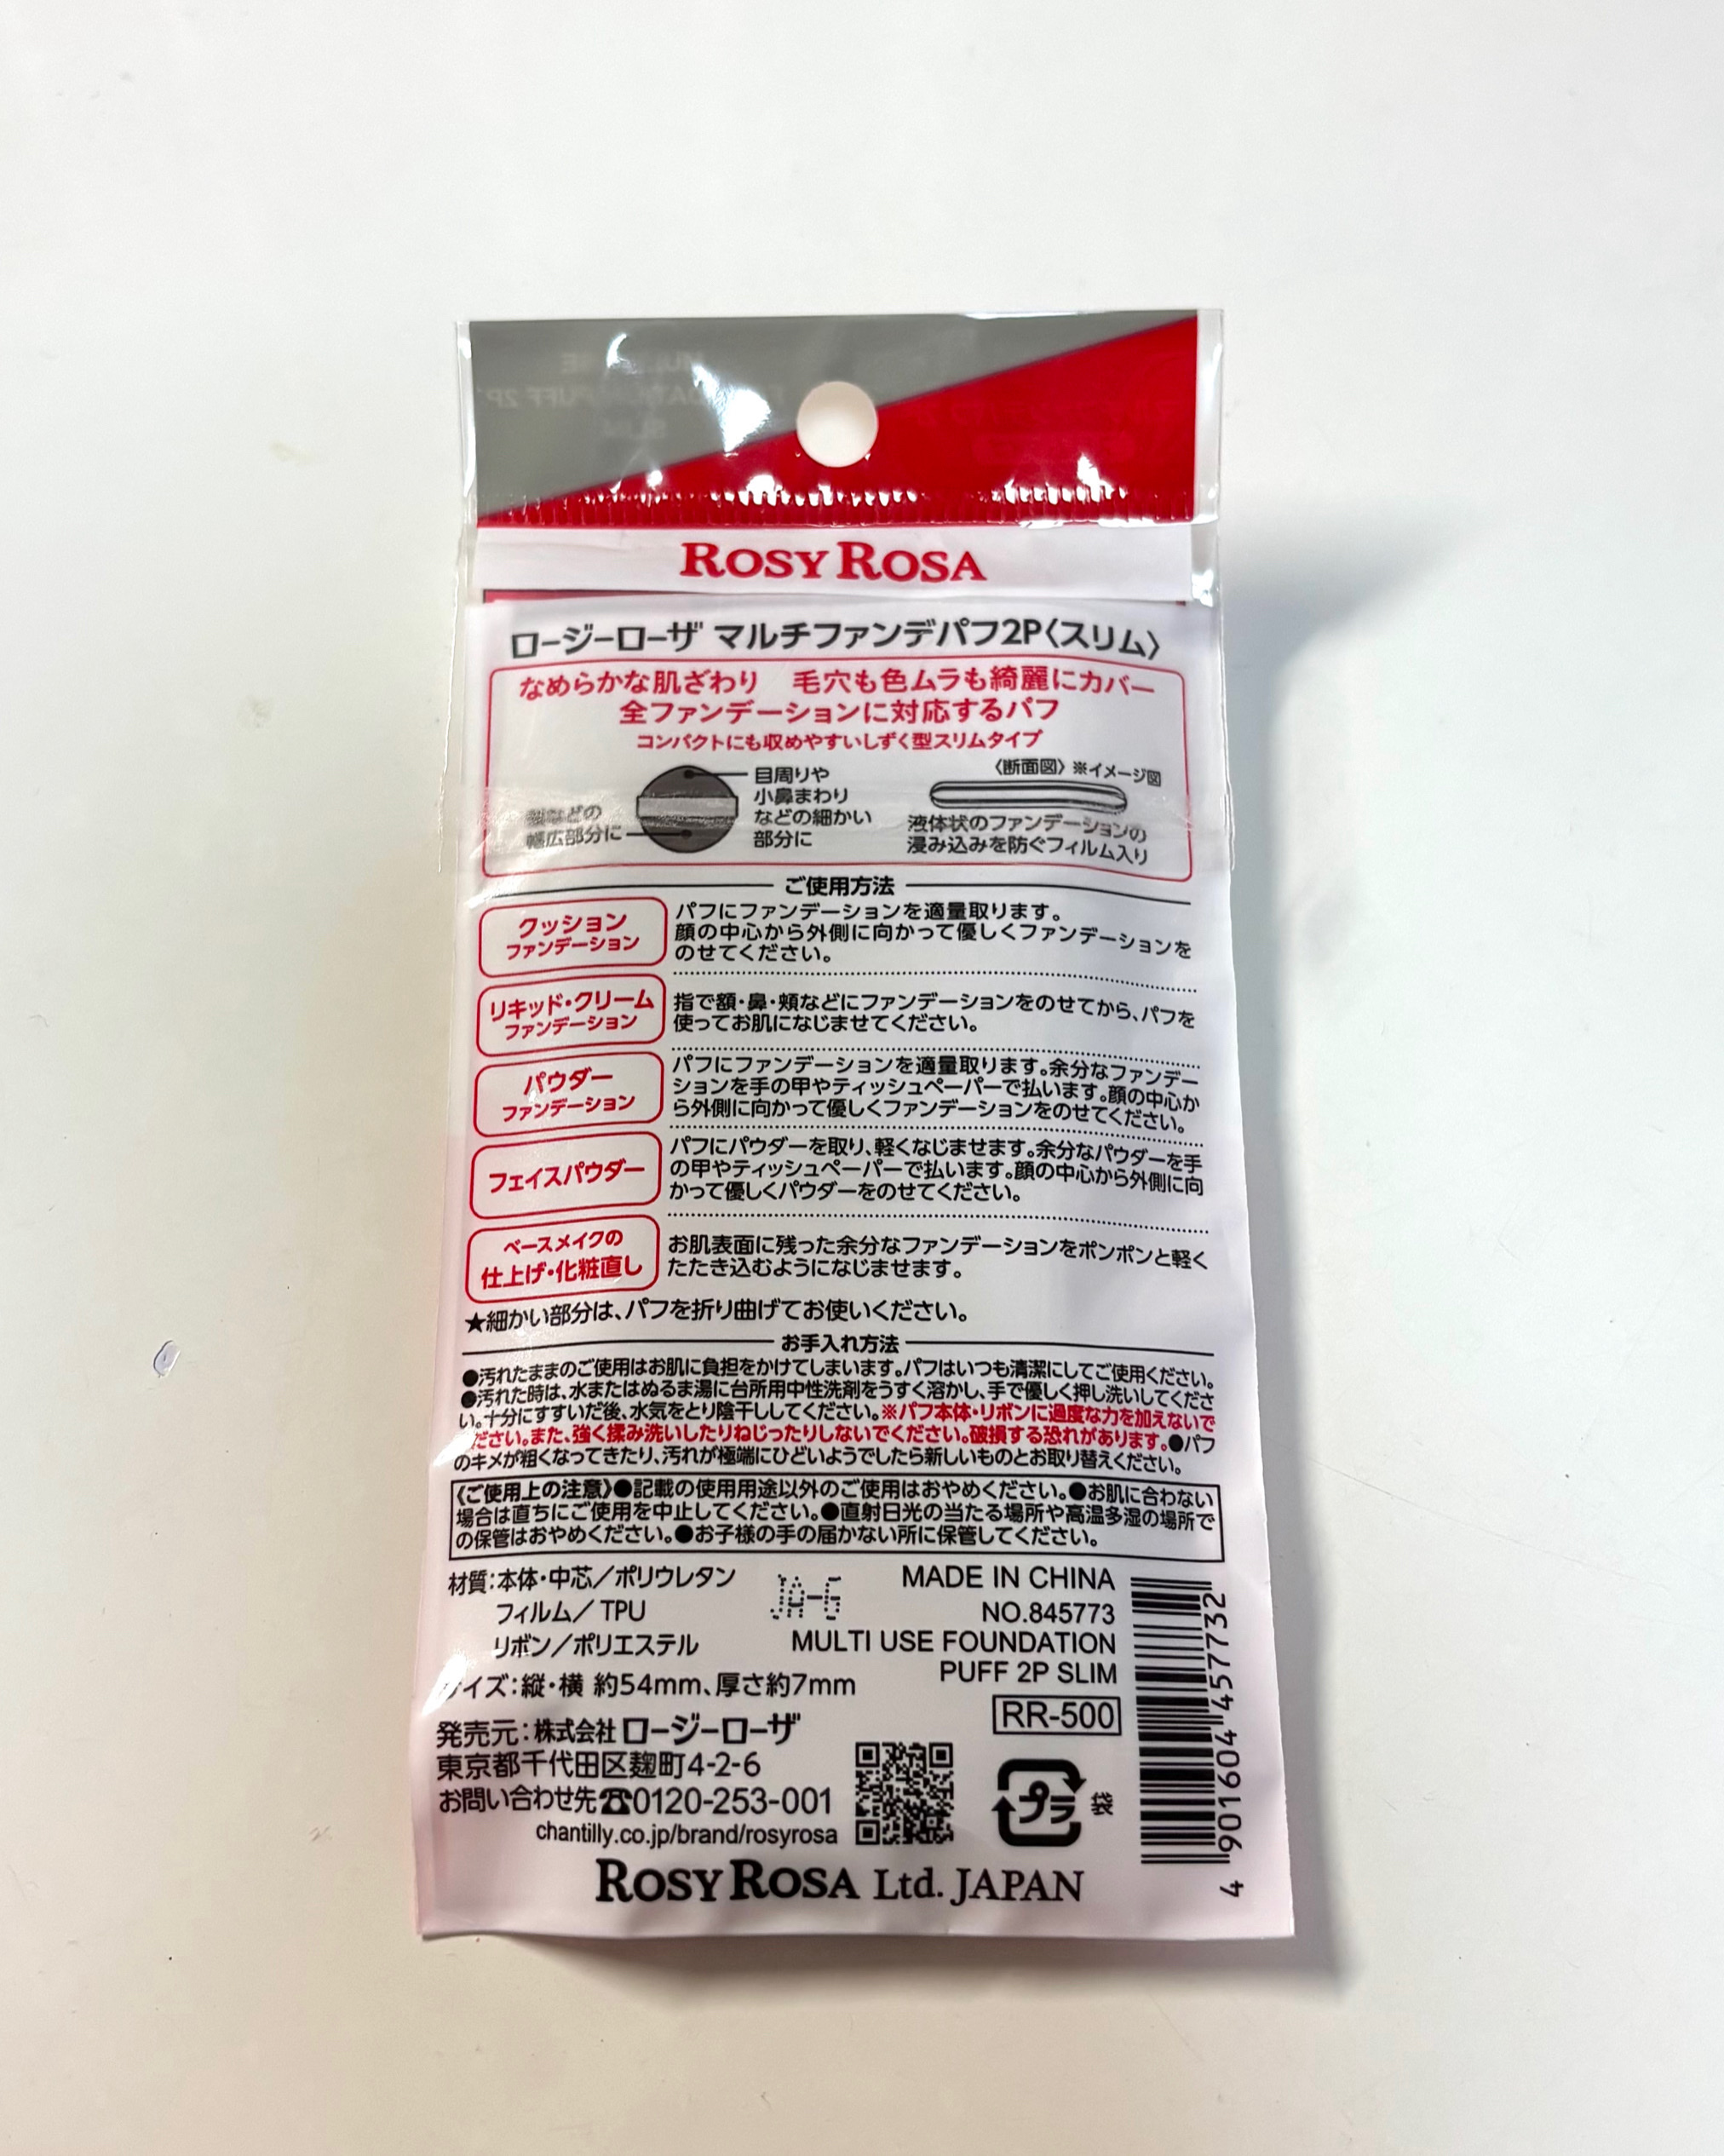 ROSY ROSA
ロージーローザ マルチファンデパフ2P〈スリム〉
なめらかな肌ざわり 毛穴も色ムラも綺麗にカバー
全ファンデーションに対応するパフ
コンパクトにも収めやすいしずく型スリムタイプ
目周りや
小鼻まわり
などの細かい
部分に
などの
幅広部分に
〈断面図〉※イメージ図
液体状のファンデーションの
浸み込みを防ぐフィルム入り
ご使用方法
クッション
ファンデーション
パフにファンデーションを適量取ります。
顔の中心から外側に向かって優しくファンデーションを
のせてください。
リキッド・クリーム
ファンデーション
指で額・鼻・頬などにファンデーションをのせてから、パフを
使ってお肌になじませてください。
パウダー
ファンデーション
パフにファンデーションを適量取ります。余分なファンデー
ションを手の甲やティッシュペーパーで払います。顔の中心か
ら外側に向かって優しくファンデーションをのせてください。
フェイスパウダー
パフにパウダーを取り、軽くなじませます。余分なパウダーを手
の甲やティッシュペーパーで払います。顔の中心から外側に向
かって優しくパウダーをのせてください。
ベースメイクの
仕上げ・化粧直し
お肌表面に残った余分なファンデーションをポンポンと軽く
たたき込むようになじませます。
★細かい部分は、パフを折り曲げてお使いください。
お手入れ方法
●汚れたままのご使用はお肌に負担をかけてしまいます。パフはいつも清潔にしてご使用ください。
●汚れた時は、水またはぬるま湯に台所用中性洗剤をうすく溶かし、手で優しく押し洗いしてくださ
い。十分にすすいだ後、水気をとり陰干ししてください。※パフ本体・リボンに過度な力を加えないで
ださい。また、強く揉み洗いしたりねじったりしないでください。破損する恐れがあります。●パフ
のキメが粗くなってきたり、汚れが極端にひどいようでしたら新しいものとお取り替えください。
《ご使用上の注意》●記載の使用用途以外のご使用はおやめください。●お肌に合わない
場合は直ちにご使用を中止してください。●直射日光の当たる場所や高温多湿の場所で
の保管はおやめください。●お子様の手の届かない所に保管してください。
材質：本体・中芯／ポリウレタン
フィルム／TPU
リボン／ポリエステル
イズ：縦・横 約54mm、厚さ約7mm
JA-6
MADE IN CHINA
NO.845773
MULTI USE FOUNDATION
PUFF 2P SLIM
RR-500
発売元：株式会社 ロージーローザ
東京都千代田区麹町4-2-6
お問い合わせ先☎0120-253-001
chantilly.co.jp/brand/rosyrosa
プラ
袋
4 901604 457732
ROSY ROSA Ltd. JAPAN